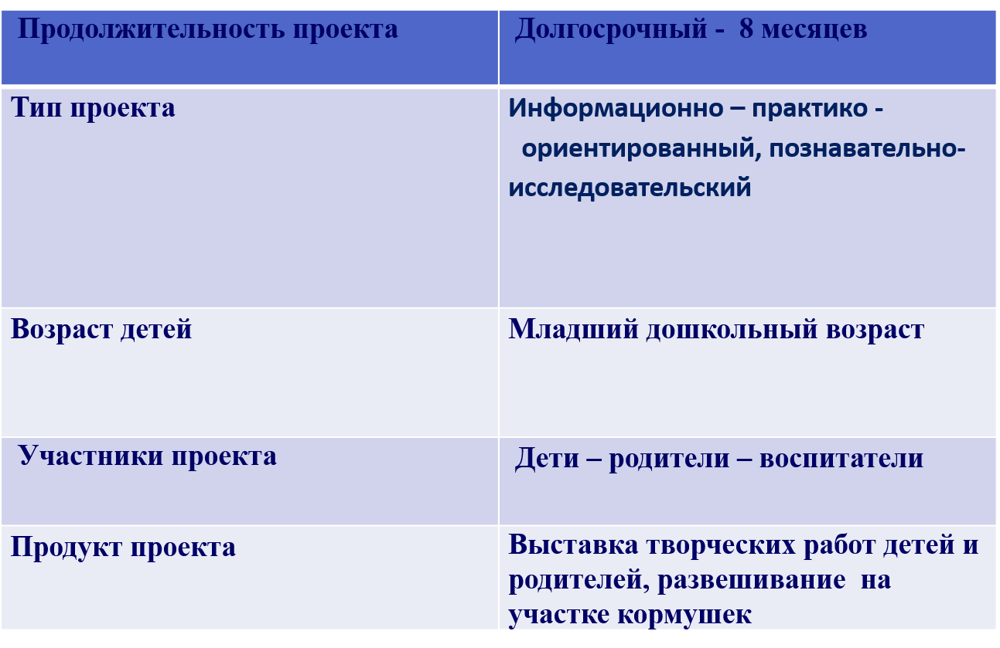 Продолжительность проекта
Долгосрочный -  8 месяцев
Тип проекта
Информационно – практико -
ориентированный, познавательно-
исследовательский
Возраст детей
Младший дошкольный возраст
Участники проекта
Дети – родители – воспитатели
Продукт проекта
Выставка творческих работ детей и
родителей, развешивание  на
участке кормушек